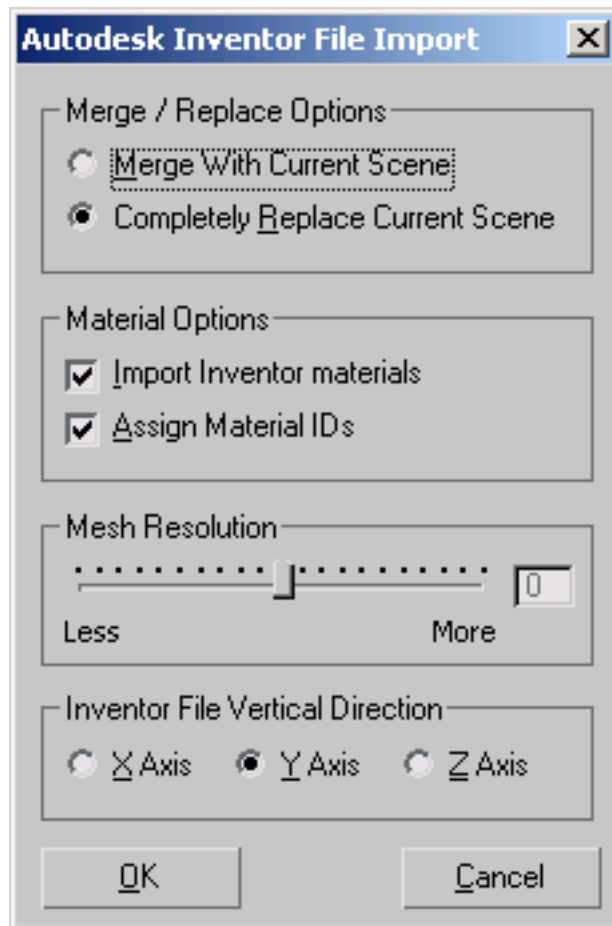 Autodesk Inventor File Import
Merge / Replace Options
Merge With Current Scene
Completely Replace Current Scene
Material Options
Import Inventor materials
Assign Material IDs
Mesh Resolution
0
Less More
Inventor File Vertical Direction
X Axis Y Axis Z Axis
OK Cancel